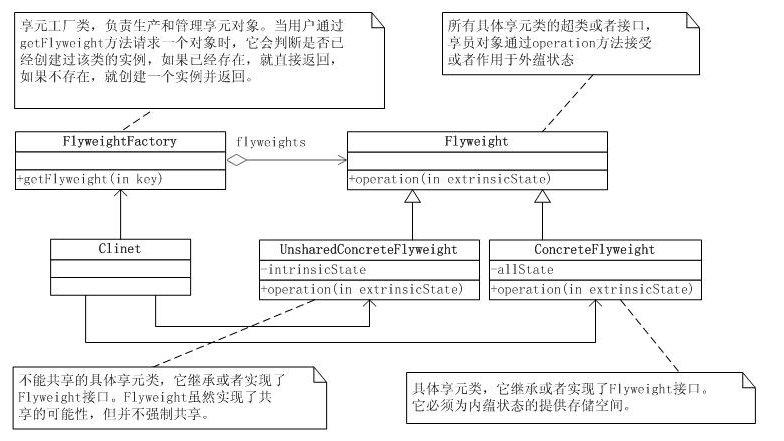 享元工厂类，负责生产和管理享元对象。当用户通过
getFlyweight方法请求一个对象时，它会判断是否已
经创建过该类的实例，如果已经存在，就直接返回，
如果不存在，就创建一个实例并返回。
所有具体享元类的超类或者接口，
享员对象通过operation方法接受
或者作用于外蕴状态
FlyweightFactory
+getFlyweight(in key)
flyweights
Flyweight
+operation(in extrinsicState)
Clinet
UnsharedConcreteFlyweight
-intrinsicState
+operation(in extrinsicState)
ConcreteFlyweight
-allState
+operation(in extrinsicState)
不能共享的具体享元类，它继承或者实现了
Flyweight接口。Flyweight虽然实现了共
享的可能性，但并不强制共享。
具体享元类，它继承或者实现了Flyweight接口。
它必须为内蕴状态的提供存储空间。